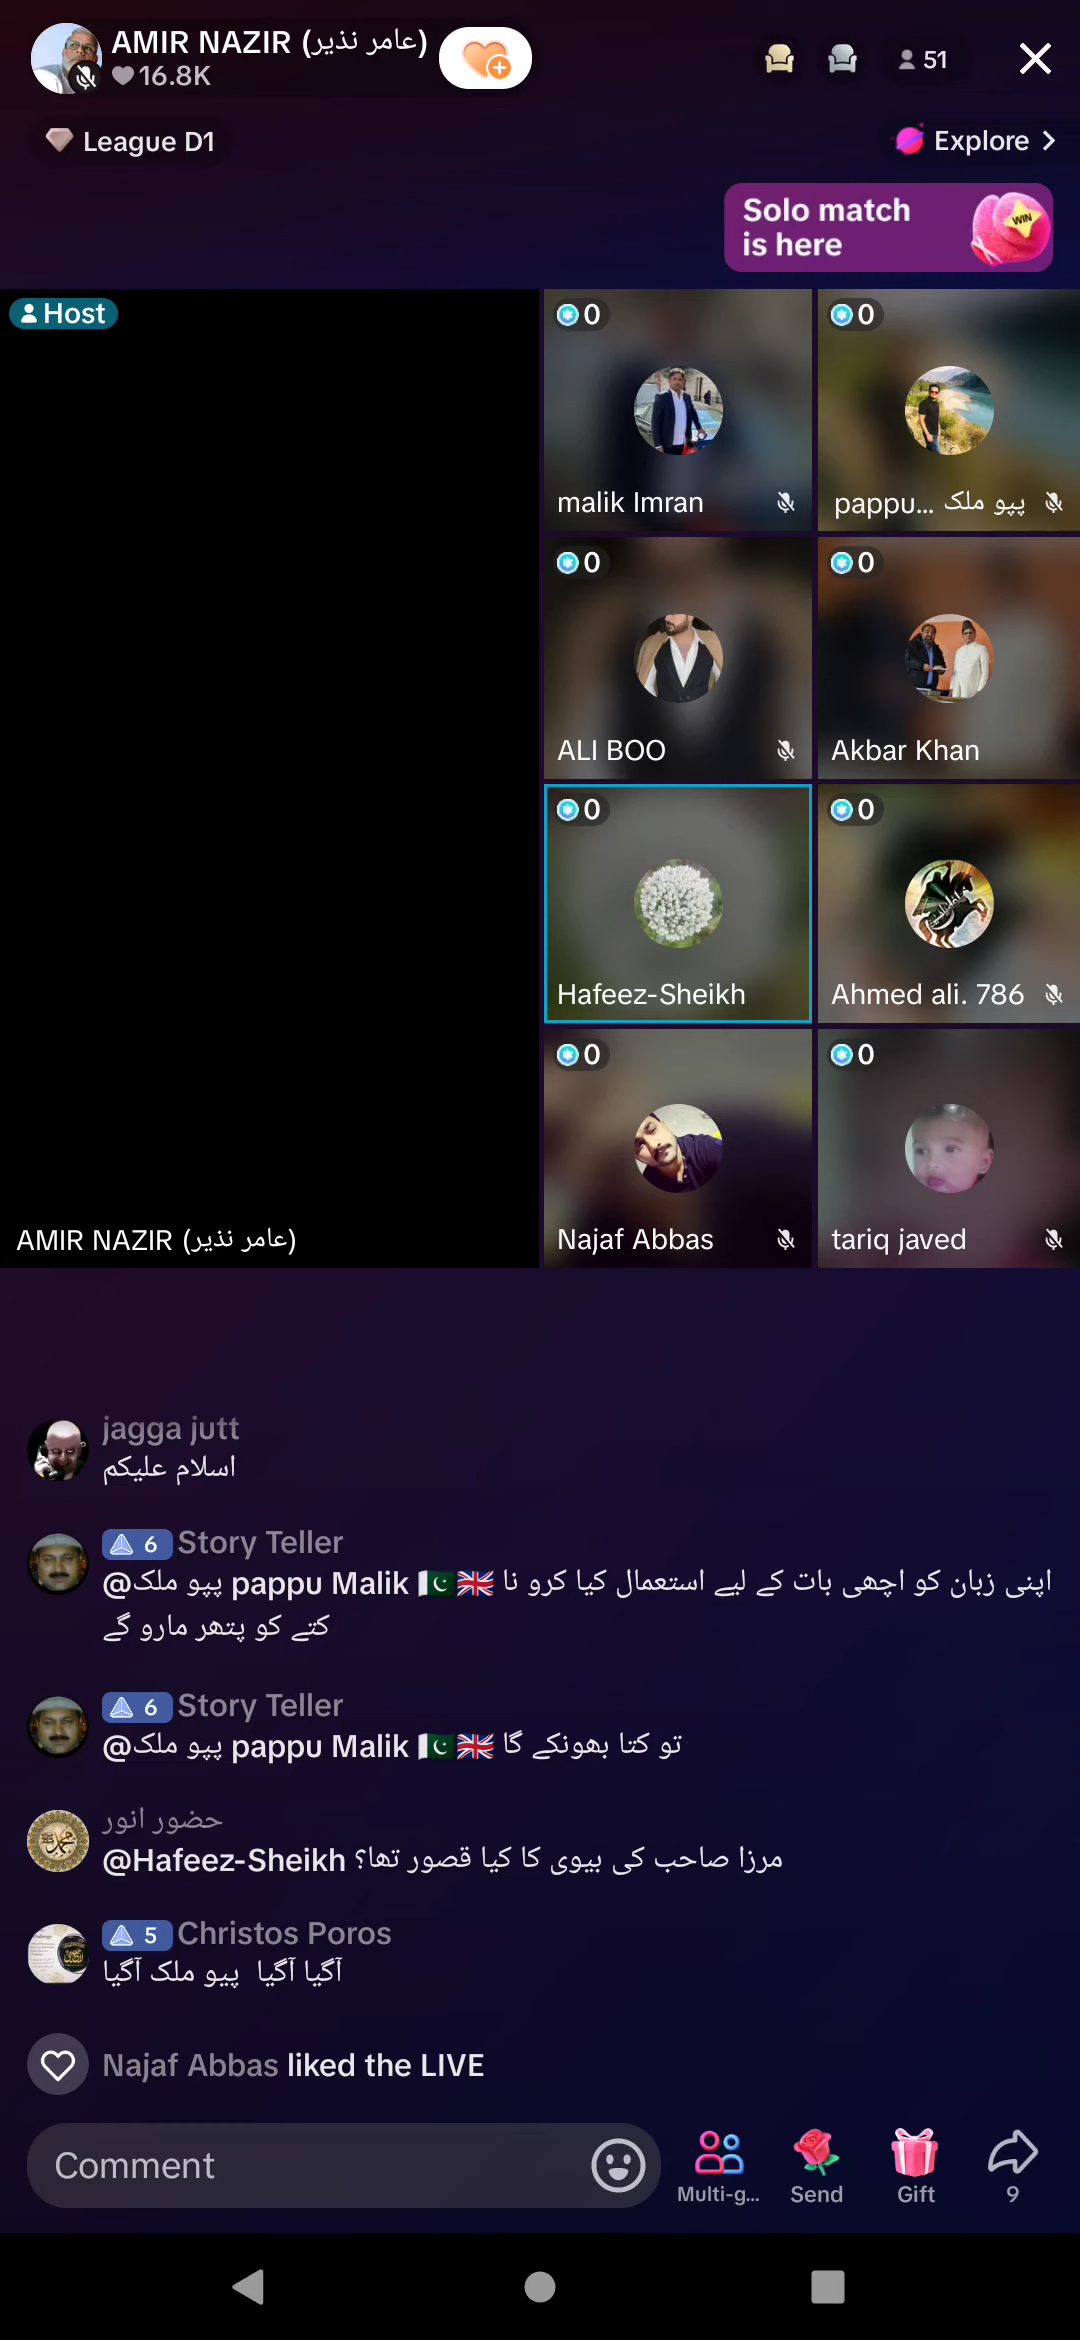 AMIR NAZIR (عامر نذیر)
16.8K
51
League D1
Explore
Solo match
is here
WIN
Host
0
0
malik Imran
pappu... پپو ملک
0
0
ALI BOO
Akbar Khan
0
0
Hafeez-Sheikh
Ahmed ali. 786
0
0
Najaf Abbas
tariq javed
AMIR NAZIR (عامر نذیر)
jagga jutt
اسلام علیکم
6 Story Teller
@پپو ملک pappu Malik 🇵🇰🇬🇧 اپنی زبان کو اچھی بات کے لیے استعمال کیا کرو نا
کتے کو پتھر مارو گے
6 Story Teller
@پپو ملک pappu Malik 🇵🇰🇬🇧 تو کتا بھونکے گا
حضور انور
@Hafeez-Sheikh مرزا صاحب کی بیوی کا کیا قصور تھا؟
5 Christos Poros
آگیا آگیا پیو ملک آگیا
Najaf Abbas liked the LIVE
Comment
Multi-g...
Send
Gift
9